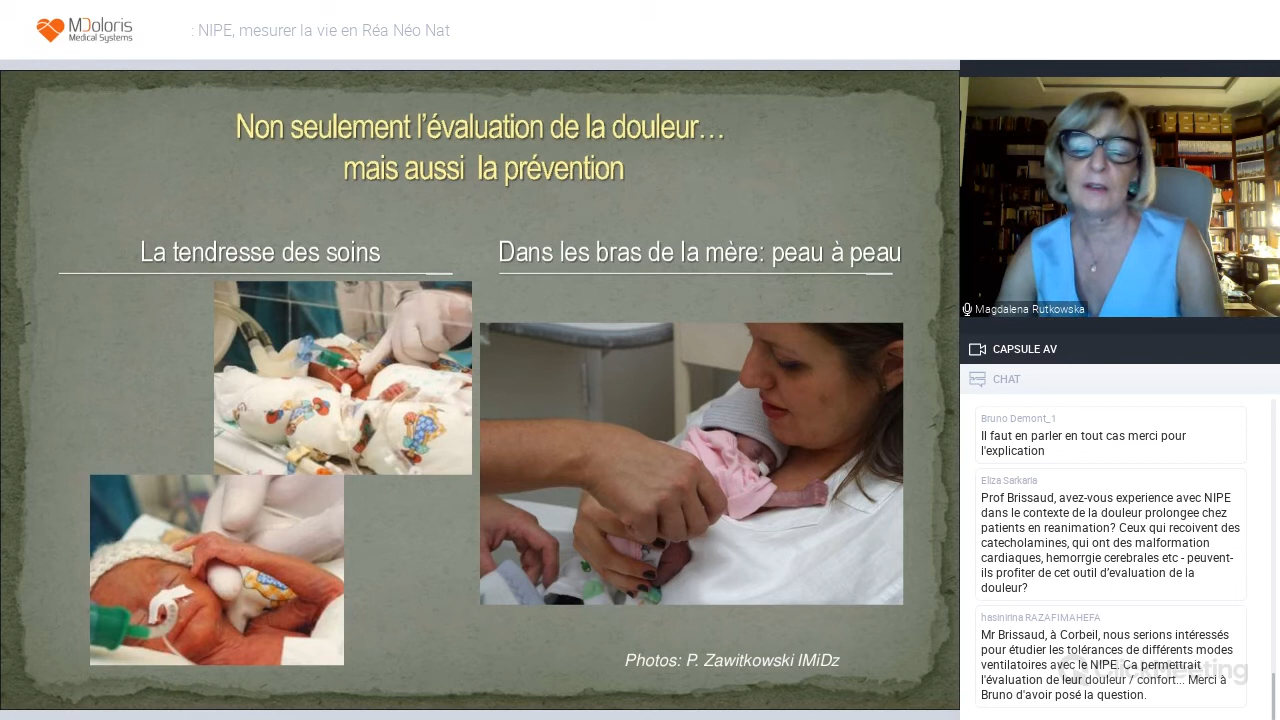 MDoloris
Medical Systems
: NIPE, mesurer la vie en Réa Néo Nat
Non seulement l'évaluation de la douleur…
mais aussi la prévention
La tendresse des soins
Dans les bras de la mère: peau à peau
Photos: P. Zawitkowski IMiDz
Magdalena Rutkowska
CAPSULE AV
CHAT
Bruno Demont_1
Il faut en parler en tout cas merci pour
l'explication
Eliza Sarkaria
Prof Brissaud, avez-vous experience avec NIPE
dans le contexte de la douleur prolongee chez
patients en reanimation? Ceux qui recoivent des
catecholamines, qui ont des malformation
cardiaques, hemorrgie cerebrales etc - peuvent-
ils profiter de cet outil d'evaluation de la
douleur?
hasinirina RAZAFIMAHEFA
Mr Brissaud, à Corbeil, nous serions intéressés
pour étudier les tolérances de différents modes
ventilatoires avec le NIPE. Ca permettrait
l'évaluation de leur douleur / confort... Merci à
Bruno d'avoir posé la question.
ClickMeeting